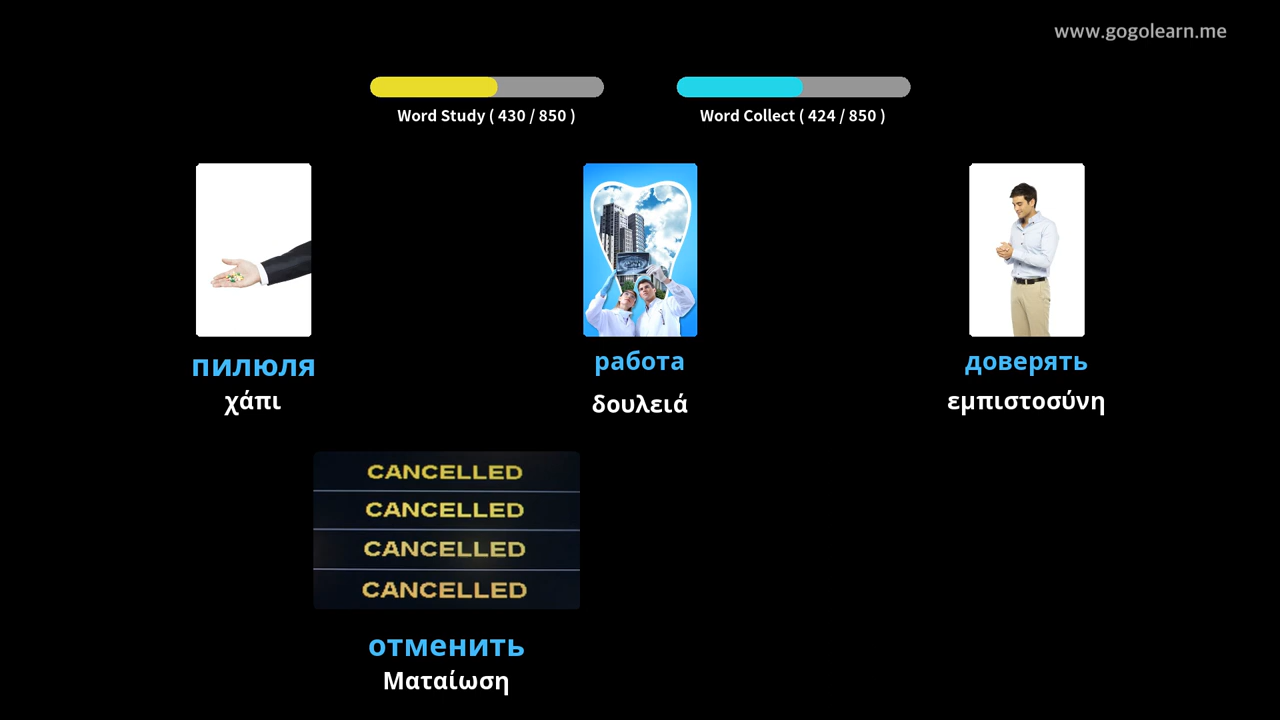 www.gogolearn.me
Word Study ( 430 / 850 )
Word Collect ( 424 / 850 )
пилюля
χάπι
работа
δουλειά
доверять
εμπιστοσύνη
CANCELLED
CANCELLED
CANCELLED
CANCELLED
отменить
Ματαίωση